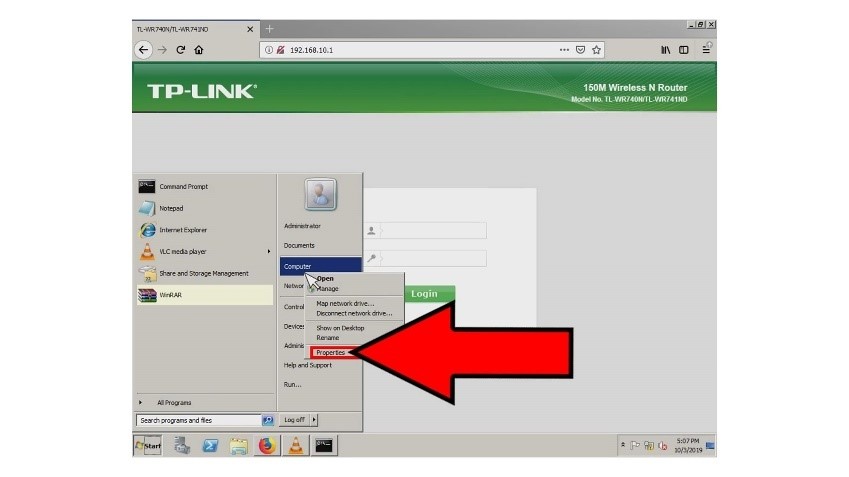 TL-WR740N/TL-WR741ND
192.168.10.1
TP-LINK
150M Wireless N Router
Model No. TL-WR740N/TL-WR741ND
Command Prompt
Notepad
Internet Explorer
VLC media player
Share and Storage Management
WinRAR
All Programs
Search programs and files
Administrator
Documents
Computer
Networ
Control
Devices
Adminis
Help and Support
Run...
Log off
Open
Manage
Map network drive...
Disconnect network drive...
Show on Desktop
Rename
Properties
Login
Start
5:07 PM
10/3/2019